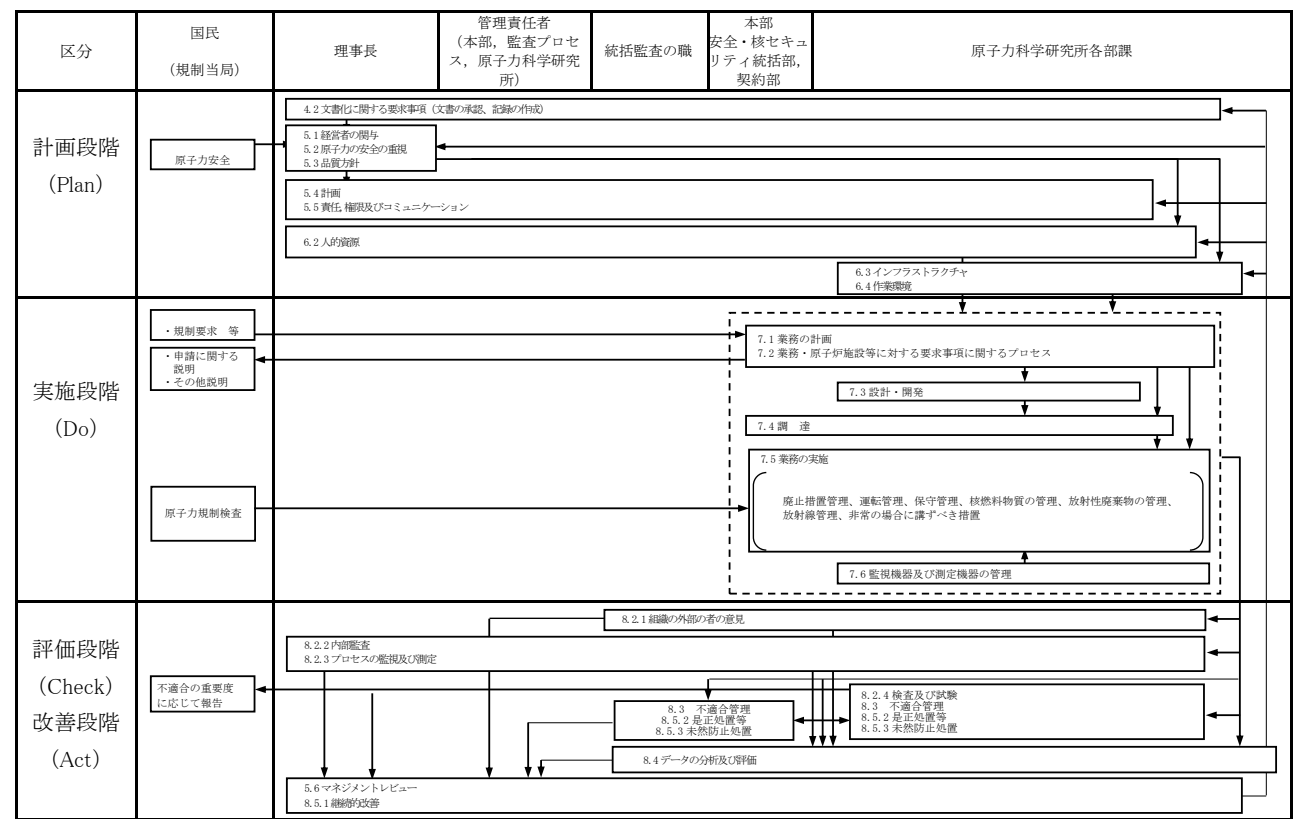 区分
国民
（規制当局）
理事長
管理責任者
（本部，監査プロセ
ス，原子力科学研究
所）
統括監査の職
本部
安全・核セキュ
リティ統括部，
契約部
原子力科学研究所各部課
計画段階
（Plan）
原子力安全
4.2 文書化に関する要求事項（文書の承認、記録の作成）
5.1 経営者の関与
5.2 原子力の安全の重視
5.3 品質方針
5.4 計画
5.5 責任,権限及びコミュニケーション
6.2 人的資源
6.3 インフラストラクチャ
6.4 作業環境
実施段階
（Do）
・規制要求　等
・申請に関する
説明
・その他説明
原子力規制検査
7.1 業務の計画
7.2 業務・原子炉施設等に対する要求事項に関するプロセス
7.3 設計・開発
7.4 調　達
7.5 業務の実施
廃止措置管理、運転管理、保守管理、核燃料物質の管理、放射性廃棄物の管理、
放射線管理、非常の場合に講ずべき措置
7.6 監視機器及び測定機器の管理
評価段階
（Check）
改善段階
（Act）
不適合の重要度
に応じて報告
8.2.1 組織の外部の者の意見
8.2.2 内部監査
8.2.3 プロセスの監視及び測定
8.3　不適合管理
8.5.2 是正処置等
8.5.3 未然防止処置
8.2.4 検査及び試験
8.3　不適合管理
8.5.2 是正処置等
8.5.3 未然防止処置
8.4 データの分析及び評価
5.6 マネジメントレビュー
8.5.1 継続的改善